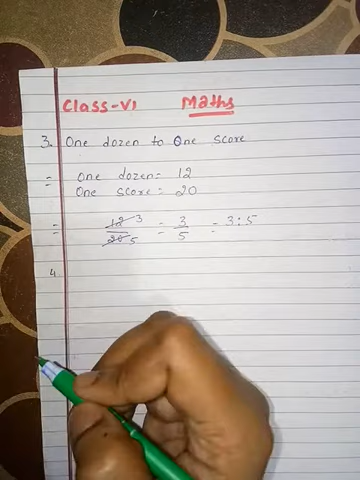 Class-VI Maths
3. One dozen to One score
= One dozen = 12
One score = 20
= 12 3 / 20 5 = 3/5 = 3:5
4